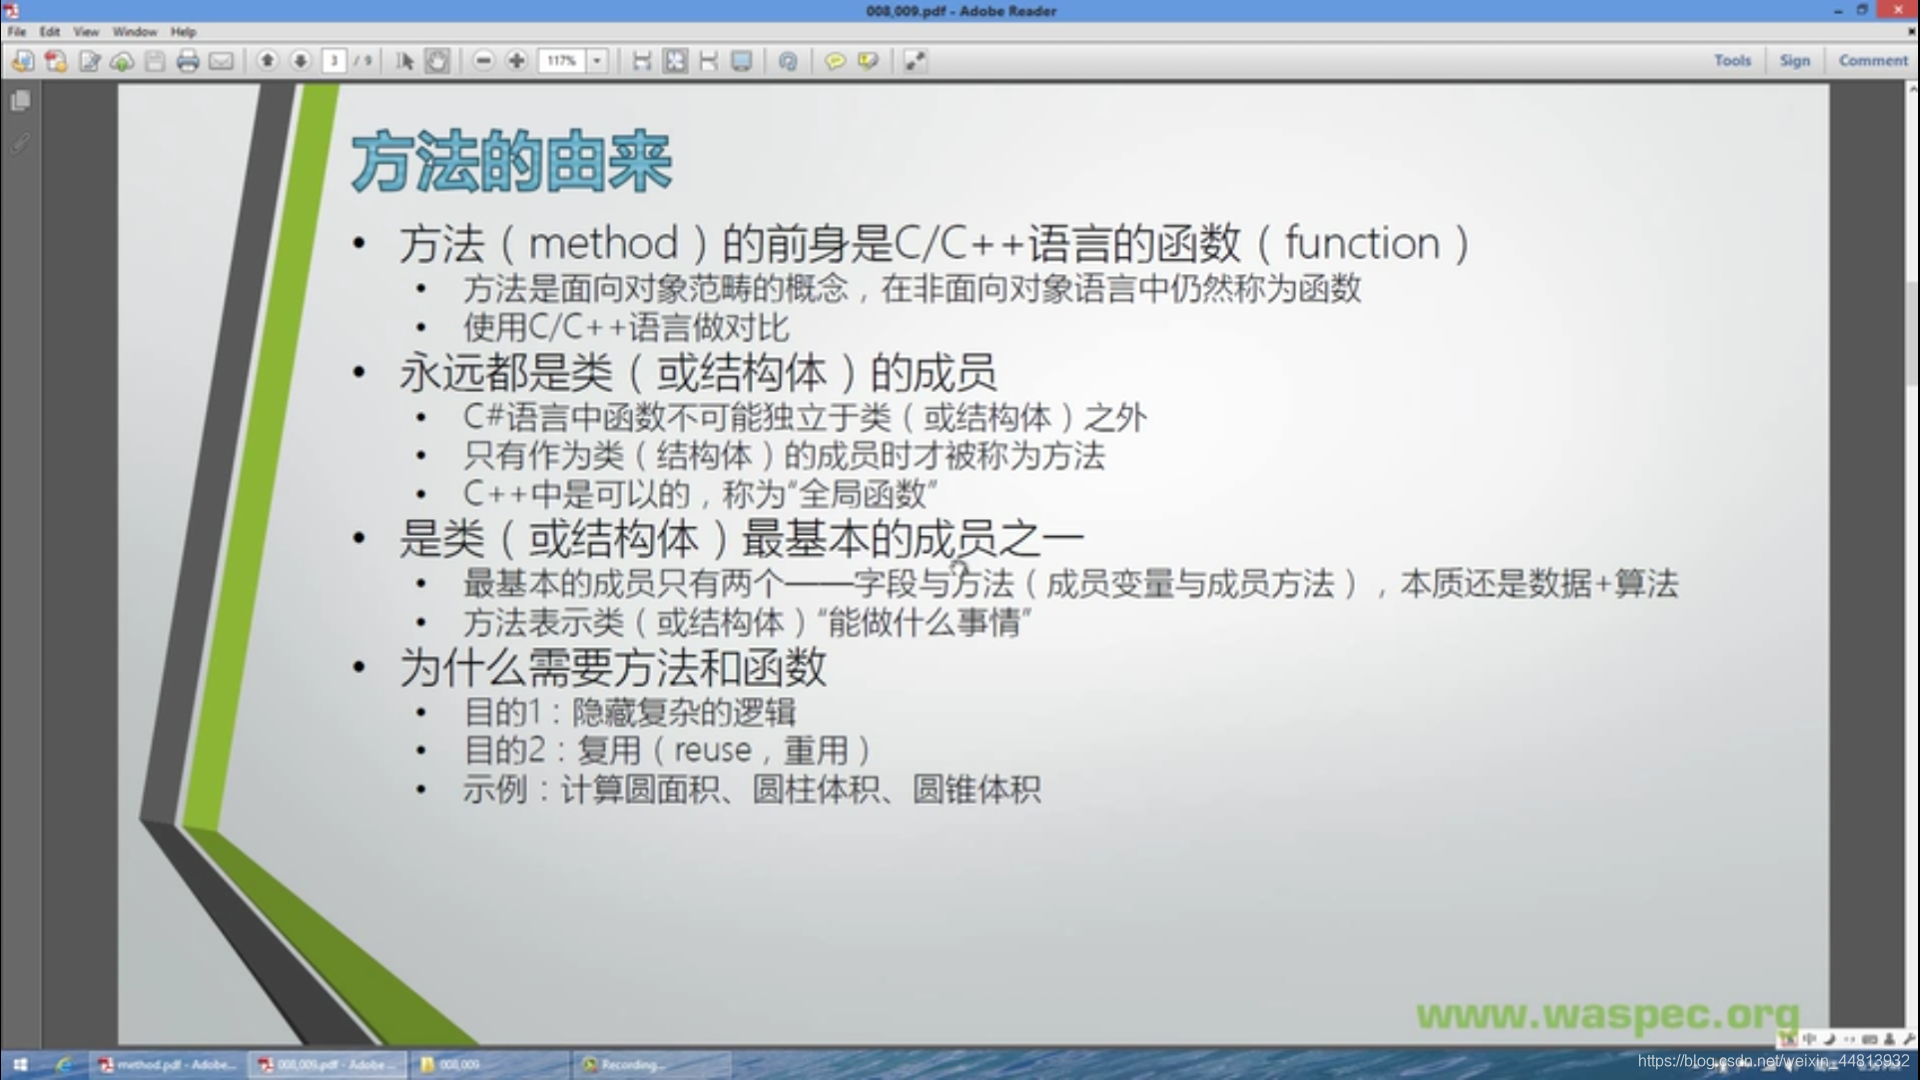 008,009.pdf - Adobe Reader
File Edit View Window Help
3 / 9 117% Tools Sign Comment
方法的由来
• 方法（method）的前身是C/C++语言的函数（function）
• 方法是面向对象范畴的概念，在非面向对象语言中仍然称为函数
• 使用C/C++语言做对比
• 永远都是类（或结构体）的成员
• C#语言中函数不可能独立于类（或结构体）之外
• 只有作为类（结构体）的成员时才被称为方法
• C++中是可以的，称为“全局函数”
• 是类（或结构体）最基本的成员之一
• 最基本的成员只有两个——字段与方法（成员变量与成员方法），本质还是数据+算法
• 方法表示类（或结构体）“能做什么事情”
• 为什么需要方法和函数
• 目的1：隐藏复杂的逻辑
• 目的2：复用（reuse，重用）
• 示例：计算圆面积、圆柱体积、圆锥体积
www.waspec.org
中
method.pdf - Adobe... 008,009.pdf - Adobe ... 008,009 Recording...
https://blog.csdn.net/weixin_44813932